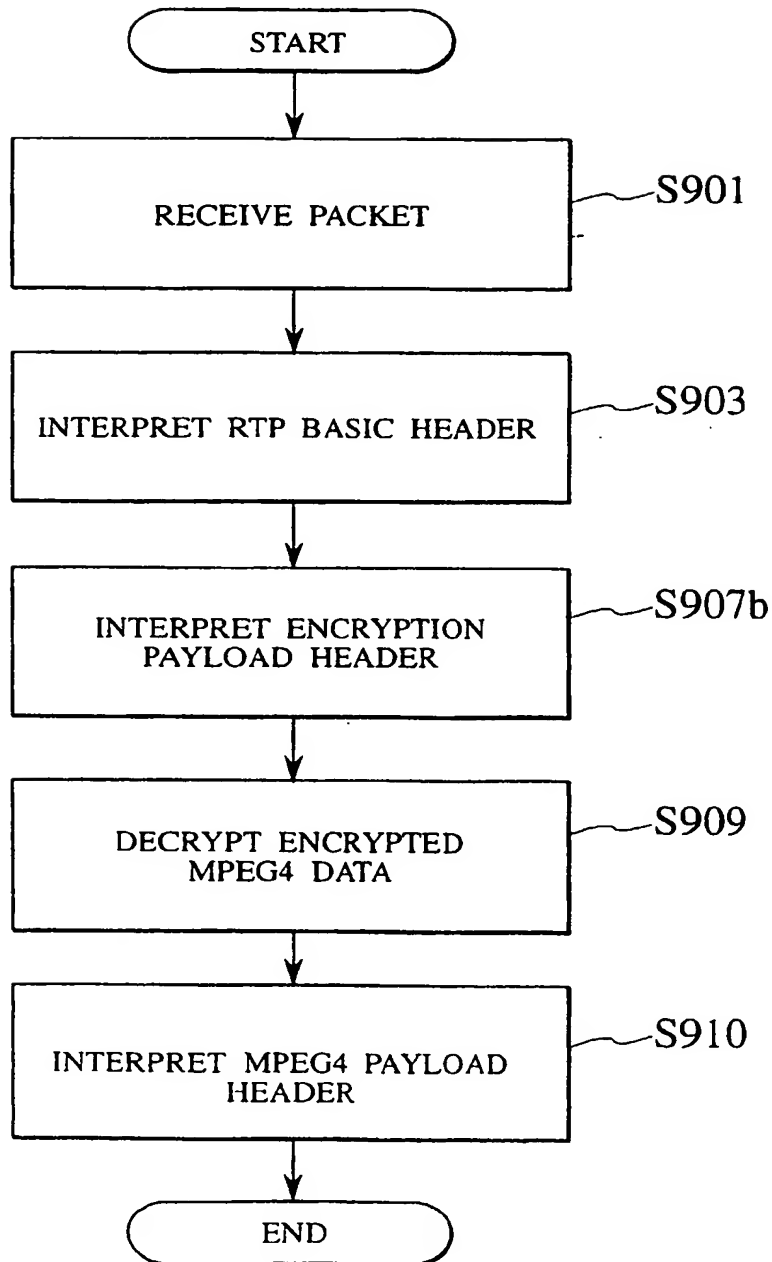 START
RECEIVE PACKET
S901
INTERPRET RTP BASIC HEADER
S903
INTERPRET ENCRYPTION
PAYLOAD HEADER
S907b
DECRYPT ENCRYPTED
MPEG4 DATA
S909
INTERPRET MPEG4 PAYLOAD
HEADER
S910
END